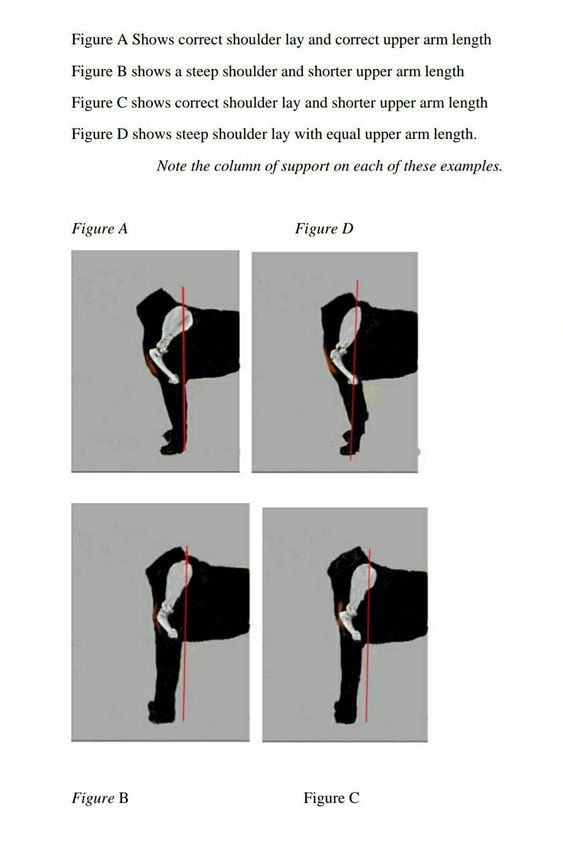 Figure A Shows correct shoulder lay and correct upper arm length
Figure B shows a steep shoulder and shorter upper arm length
Figure C shows correct shoulder lay and shorter upper arm length
Figure D shows steep shoulder lay with equal upper arm length.
Note the column of support on each of these examples.
Figure A
Figure D
Figure B
Figure C